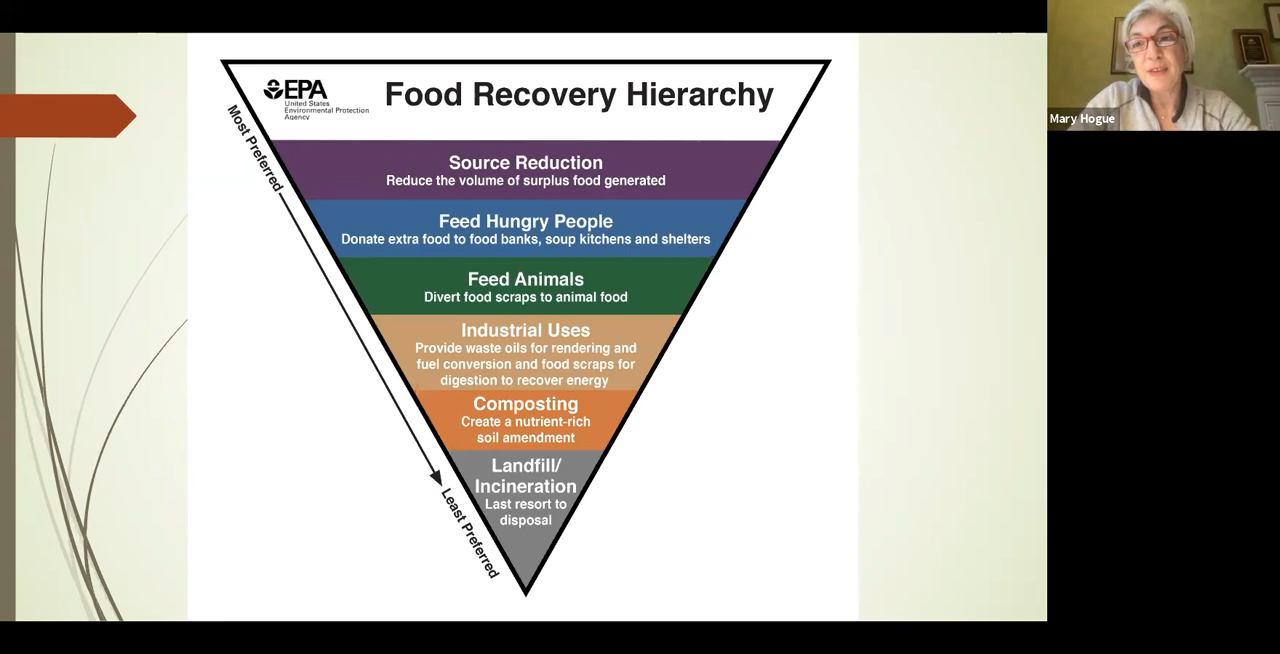 EPA
United States
Environmental Protection
Agency
Food Recovery Hierarchy
Most Preferred
Source Reduction
Reduce the volume of surplus food generated
Feed Hungry People
Donate extra food to food banks, soup kitchens and shelters
Feed Animals
Divert food scraps to animal food
Industrial Uses
Provide waste oils for rendering and
fuel conversion and food scraps for
digestion to recover energy
Composting
Create a nutrient-rich
soil amendment
Landfill/
Incineration
Last resort to
disposal
Least Preferred
Mary Hogue